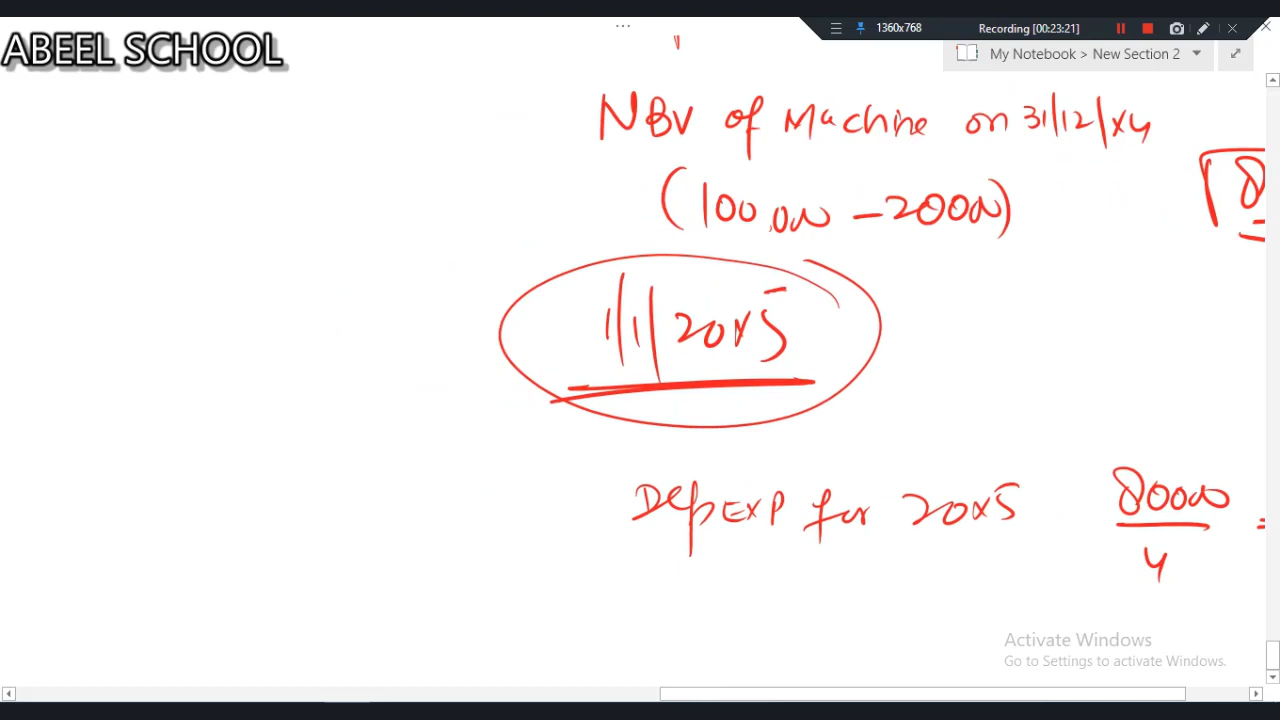 ABEEL SCHOOL
1360x768
Recording [00:23:21]
My Notebook > New Section 2
NBV of Machine on 31/12/x4
(100,000 - 20000)
8
1/1/20x5
Dep EXP for 20x5 80000
4
Activate Windows
Go to Settings to activate Windows.